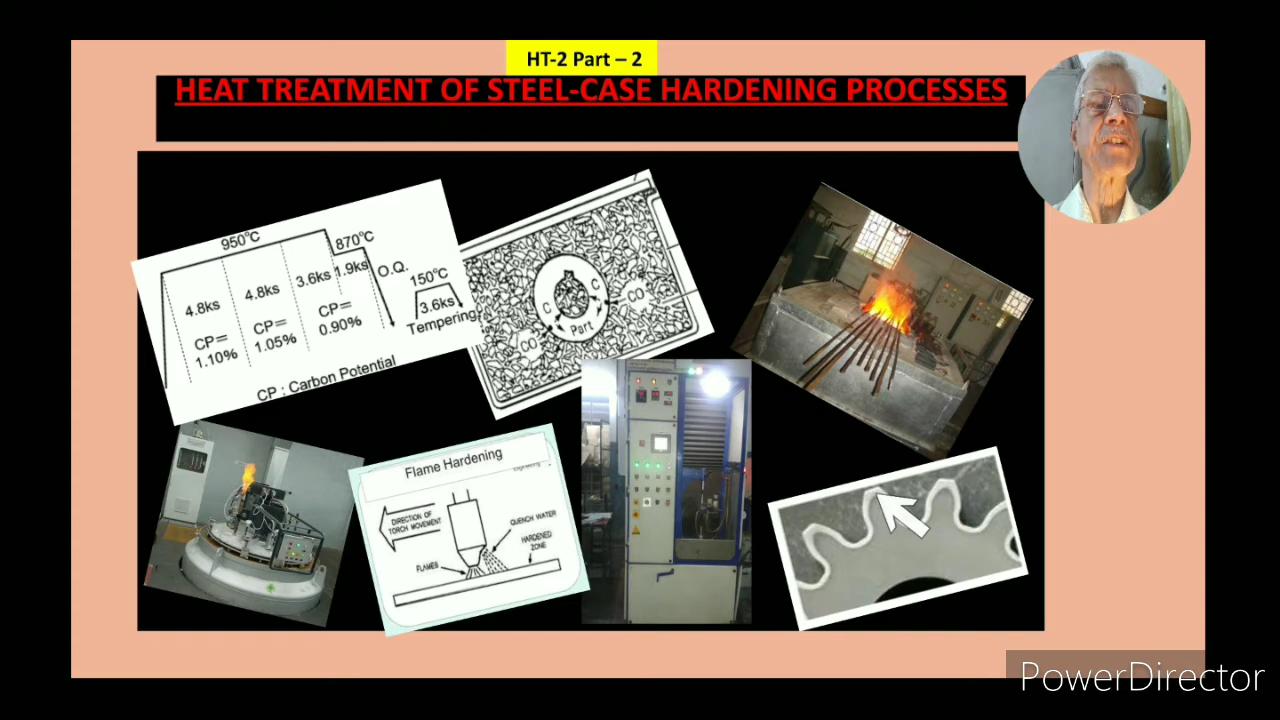 HT-2 Part – 2
HEAT TREATMENT OF STEEL-CASE HARDENING PROCESSES
950℃
870℃
4.8ks
4.8ks
3.6ks
1.9ks
O.Q.
CP=
1.10%
CP=
1.05%
CP=
0.90%
150℃
3.6ks
Tempering
CP : Carbon Potential
C
C
CO
CO
Part
Flame Hardening
DIRECTION OF
TORCH MOVEMENT
QUENCH WATER
HARDENED
ZONE
FLAMES
PowerDirector